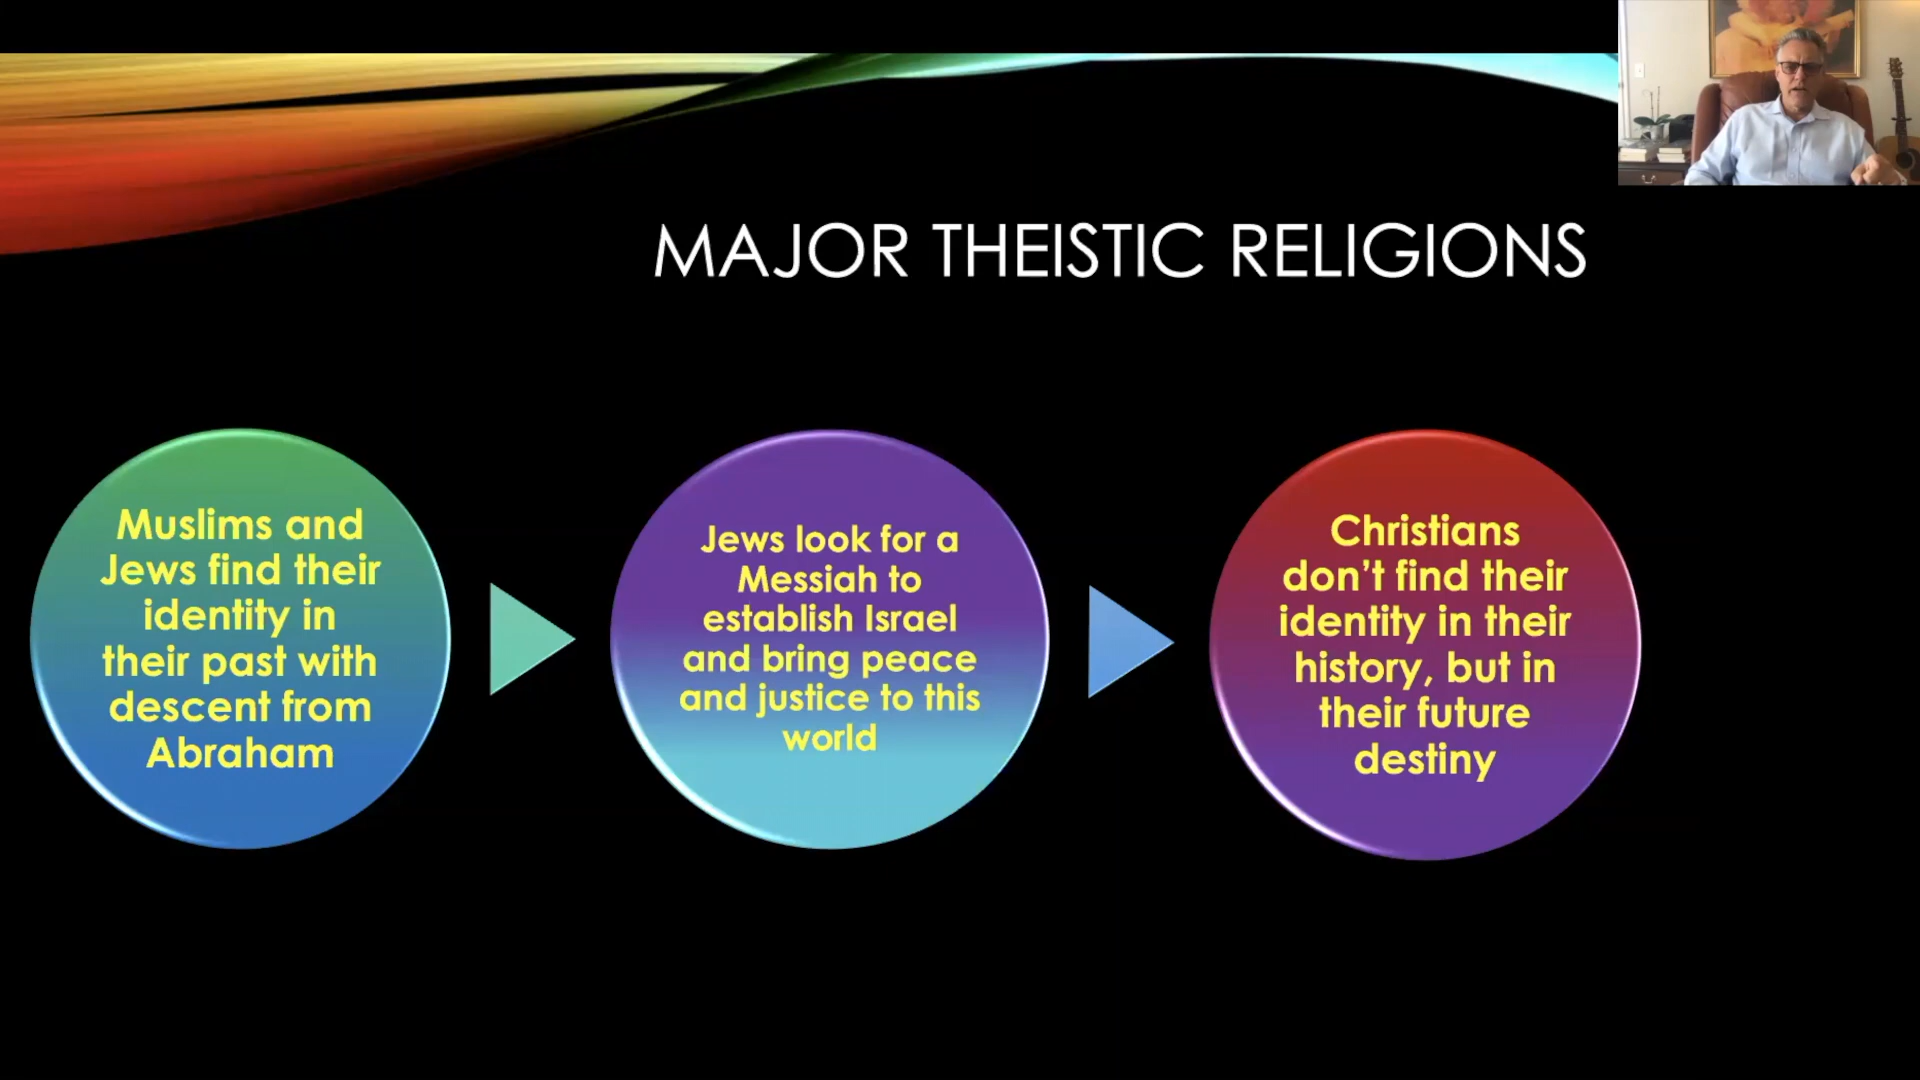 MAJOR THEISTIC RELIGIONS
Muslims and
Jews find their
identity in
their past with
descent from
Abraham
Jews look for a
Messiah to
establish Israel
and bring peace
and justice to this
world
Christians
don’t find their
identity in their
history, but in
their future
destiny